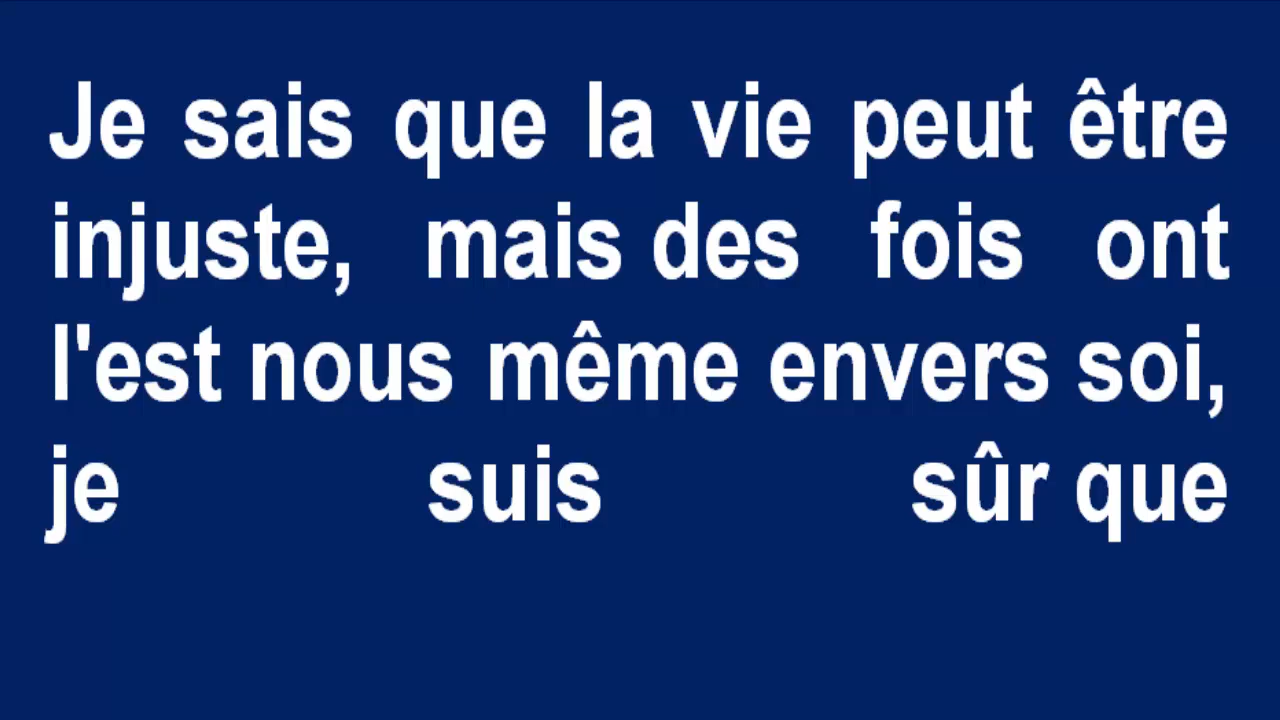 Je sais que la vie peut être
injuste, mais des fois ont
l'est nous même envers soi,
je suis sûr que